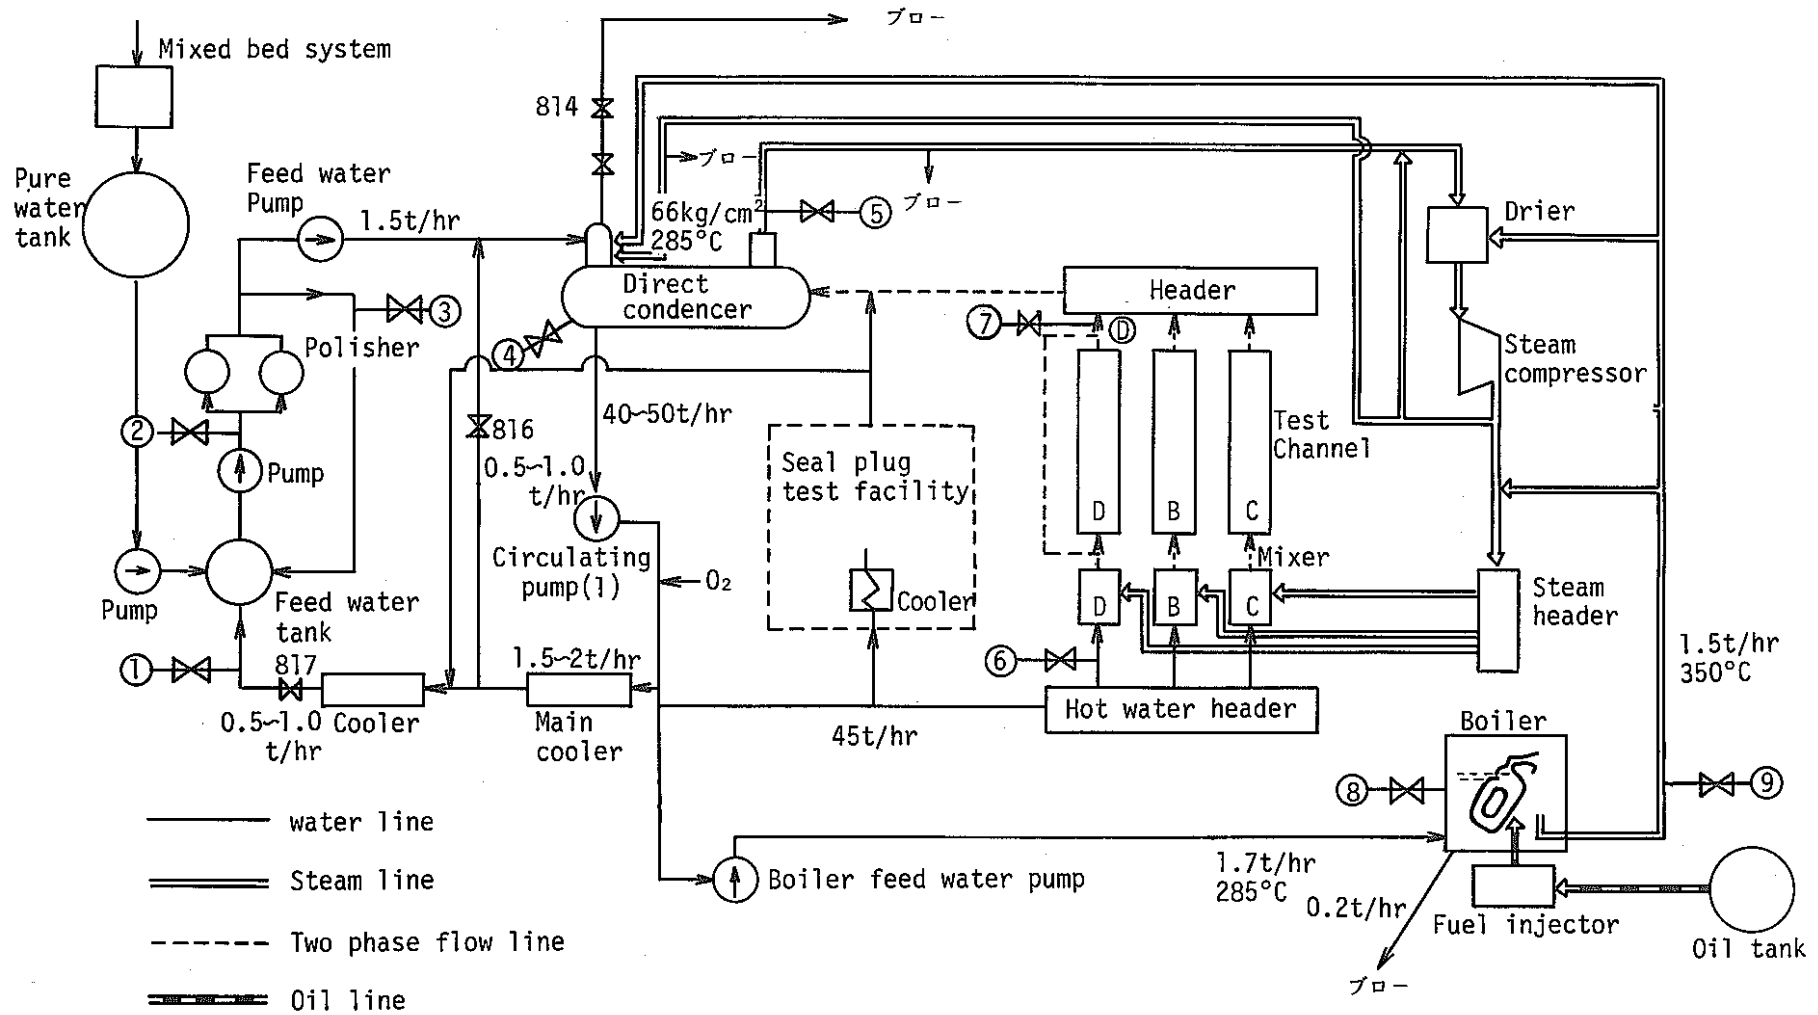 ブロー
Mixed bed system
814
Feed water
Pump
1.5t/hr
Pure
water
tank
ブロー
66kg/cm²
285°C
⑤
ブロー
Drier
Direct
condencer
Header
③
⑦
Ⓓ
Polisher
④
Steam
compressor
40~50t/hr
816
②
Test
Channel
Pump
0.5~1.0
t/hr
Seal plug
test facility
D
B
C
Circulating
pump(1)
O₂
Mixer
Pump
Feed water
tank
Cooler
D
B
C
Steam
header
①
817
1.5~2t/hr
⑥
1.5t/hr
350°C
0.5~1.0
t/hr
Cooler
Main
cooler
45t/hr
Hot water header
Boiler
⑧
⑨
water line
Steam line
Boiler feed water pump
1.7t/hr
285°C
0.2t/hr
Fuel injector
Oil tank
Two phase flow line
ブロー
Oil line